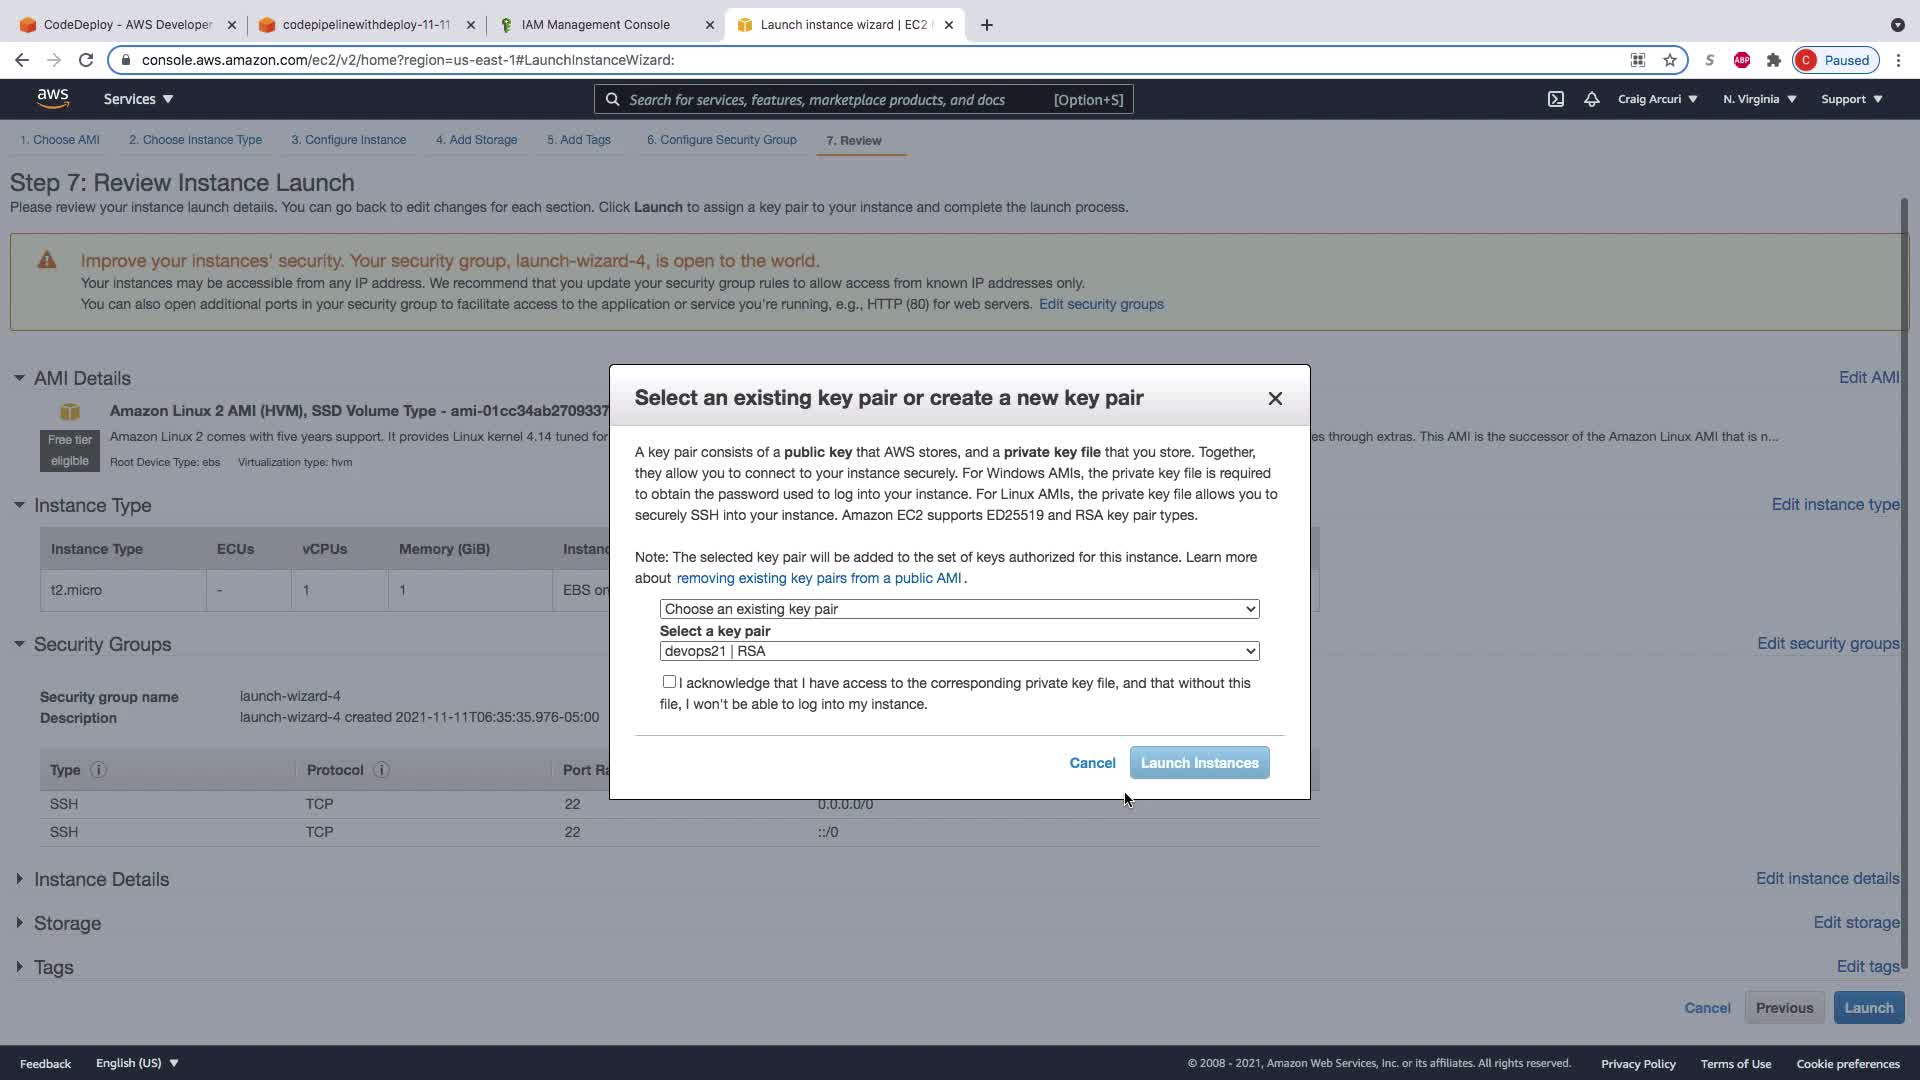 CodeDeploy - AWS Developer
codepipelinewithdeploy-11-11
IAM Management Console
Launch instance wizard | EC2
console.aws.amazon.com/ec2/v2/home?region=us-east-1#LaunchInstanceWizard:
S
ABP
C
Paused
aws
Services
Search for services, features, marketplace products, and docs
[Option+S]
Craig Arcuri
N. Virginia
Support
1. Choose AMI
2. Choose Instance Type
3. Configure Instance
4. Add Storage
5. Add Tags
6. Configure Security Group
7. Review
Step 7: Review Instance Launch
Please review your instance launch details. You can go back to edit changes for each section. Click Launch to assign a key pair to your instance and complete the launch process.
Improve your instances' security. Your security group, launch-wizard-4, is open to the world.
Your instances may be accessible from any IP address. We recommend that you update your security group rules to allow access from known IP addresses only.
You can also open additional ports in your security group to facilitate access to the application or service you're running, e.g., HTTP (80) for web servers. Edit security groups
AMI Details
Edit AMI
Amazon Linux 2 AMI (HVM), SSD Volume Type - ami-01cc34ab2709337
Free tier
eligible
Amazon Linux 2 comes with five years support. It provides Linux kernel 4.14 tuned for
es through extras. This AMI is the successor of the Amazon Linux AMI that is n...
Root Device Type: ebs
Virtualization type: hvm
Instance Type
Edit instance type
Instance Type
ECUs
vCPUs
Memory (GiB)
Instanc
t2.micro
-
1
1
EBS on
Security Groups
Edit security groups
Security group name
launch-wizard-4
Description
launch-wizard-4 created 2021-11-11T06:35:35.976-05:00
Type
Protocol
Port Ra
SSH
TCP
22
0.0.0.0/0
SSH
TCP
22
::/0
Instance Details
Edit instance details
Storage
Edit storage
Tags
Edit tags
Select an existing key pair or create a new key pair
A key pair consists of a public key that AWS stores, and a private key file that you store. Together,
they allow you to connect to your instance securely. For Windows AMIs, the private key file is required
to obtain the password used to log into your instance. For Linux AMIs, the private key file allows you to
securely SSH into your instance. Amazon EC2 supports ED25519 and RSA key pair types.
Note: The selected key pair will be added to the set of keys authorized for this instance. Learn more
about removing existing key pairs from a public AMI .
Choose an existing key pair
Select a key pair
devops21 | RSA
I acknowledge that I have access to the corresponding private key file, and that without this
file, I won't be able to log into my instance.
Cancel
Launch Instances
Cancel
Previous
Launch
Feedback
English (US)
© 2008 - 2021, Amazon Web Services, Inc. or its affiliates. All rights reserved.
Privacy Policy
Terms of Use
Cookie preferences